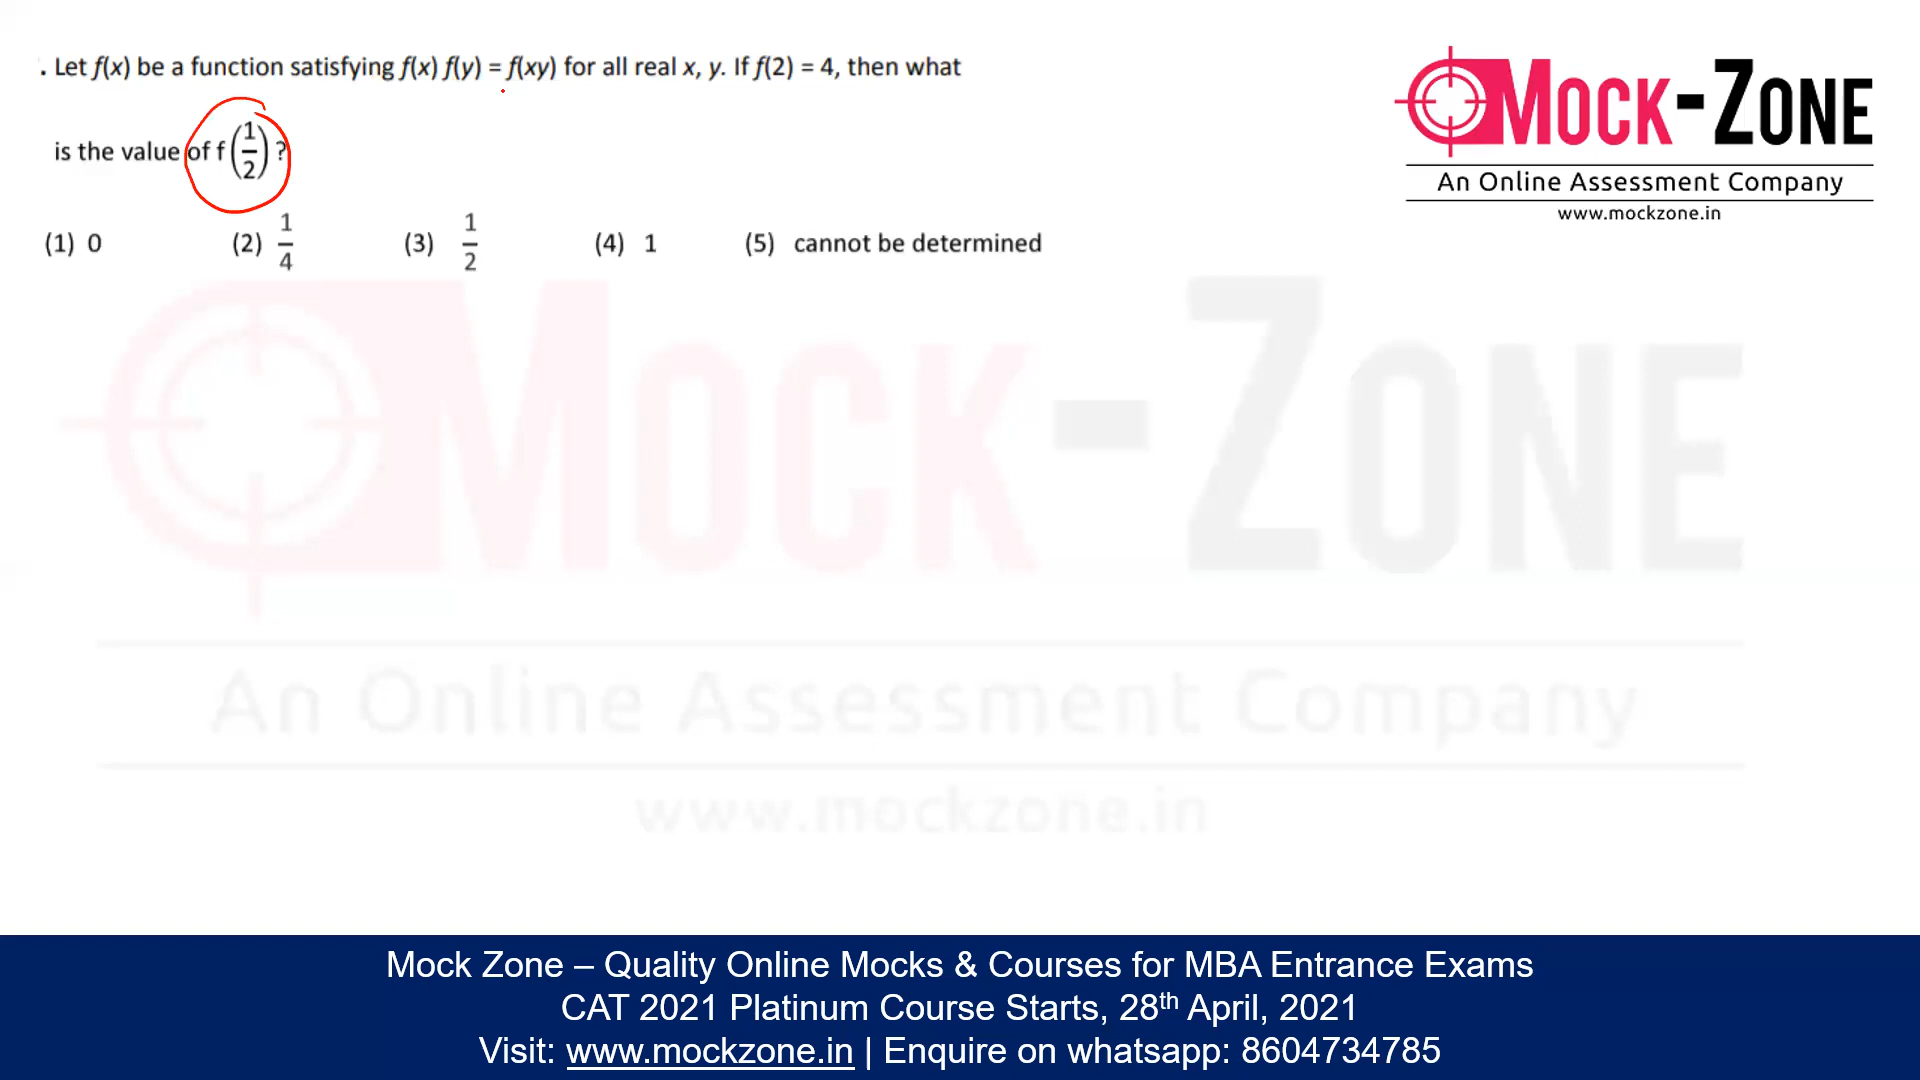 . Let f(x) be a function satisfying f(x) f(y) = f(xy) for all real x, y. If f(2) = 4, then what
is the value of f(1/2)?
(1) 0 (2) 1/4 (3) 1/2 (4) 1 (5) cannot be determined
MOCK-ZONE
An Online Assessment Company
www.mockzone.in
MOCK-ZONE
An Online Assessment Company
www.mockzone.in
Mock Zone – Quality Online Mocks & Courses for MBA Entrance Exams
CAT 2021 Platinum Course Starts, 28th April, 2021
Visit: www.mockzone.in | Enquire on whatsapp: 8604734785